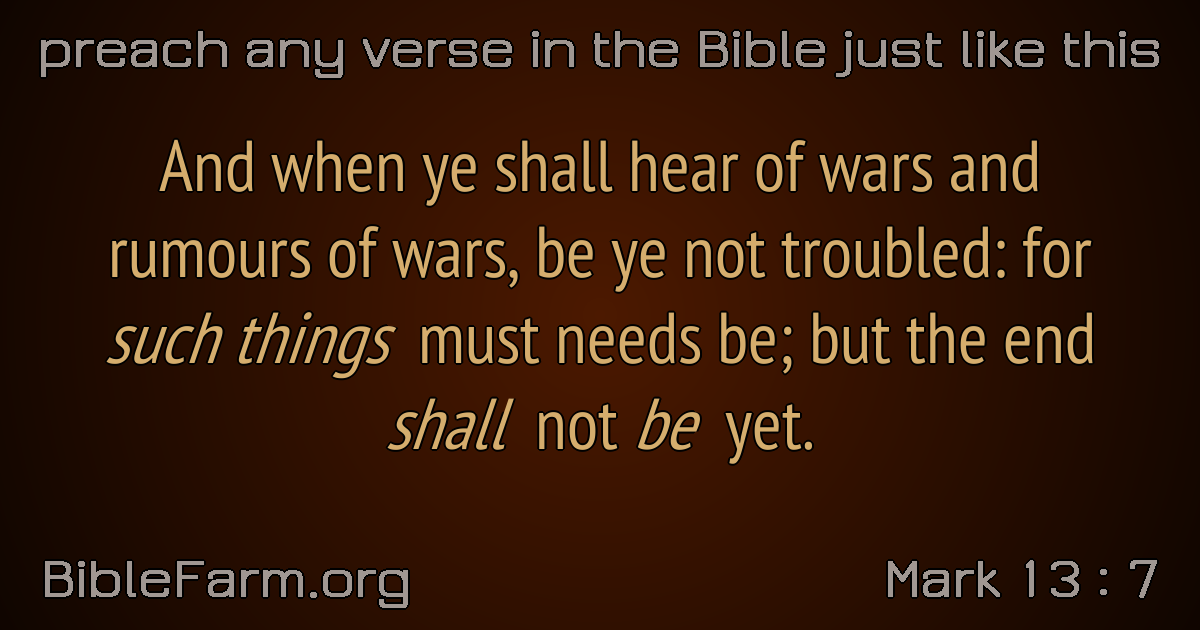 preach any verse in the Bible just like this
And when ye shall hear of wars and
rumours of wars, be ye not troubled: for
such things must needs be; but the end
shall not be yet.
BibleFarm.org
Mark 13 : 7